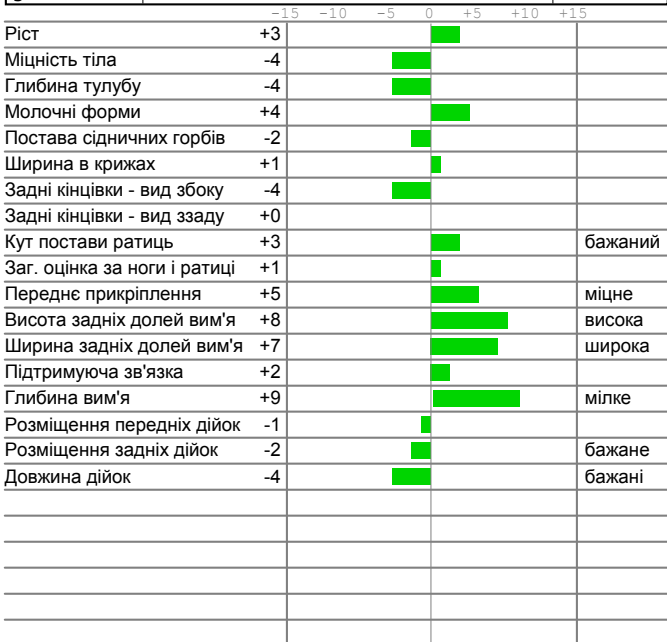 -15 -10 -5 0 +5 +10 +15
Ріст +3
Міцність тіла -4
Глибина тулубу -4
Молочні форми +4
Постава сідничних горбів -2
Ширина в крижах +1
Задні кінцівки - вид збоку -4
Задні кінцівки - вид ззаду +0
Кут постави ратиць +3 бажаний
Заг. оцінка за ноги і ратиці +1
Переднє прикріплення +5 міцне
Висота задніх долей вим'я +8 висока
Ширина задніх долей вим'я +7 широка
Підтримуюча зв'язка +2
Глибина вим'я +9 мілке
Розміщення передніх дійок -1
Розміщення задніх дійок -2 бажане
Довжина дійок -4 бажані